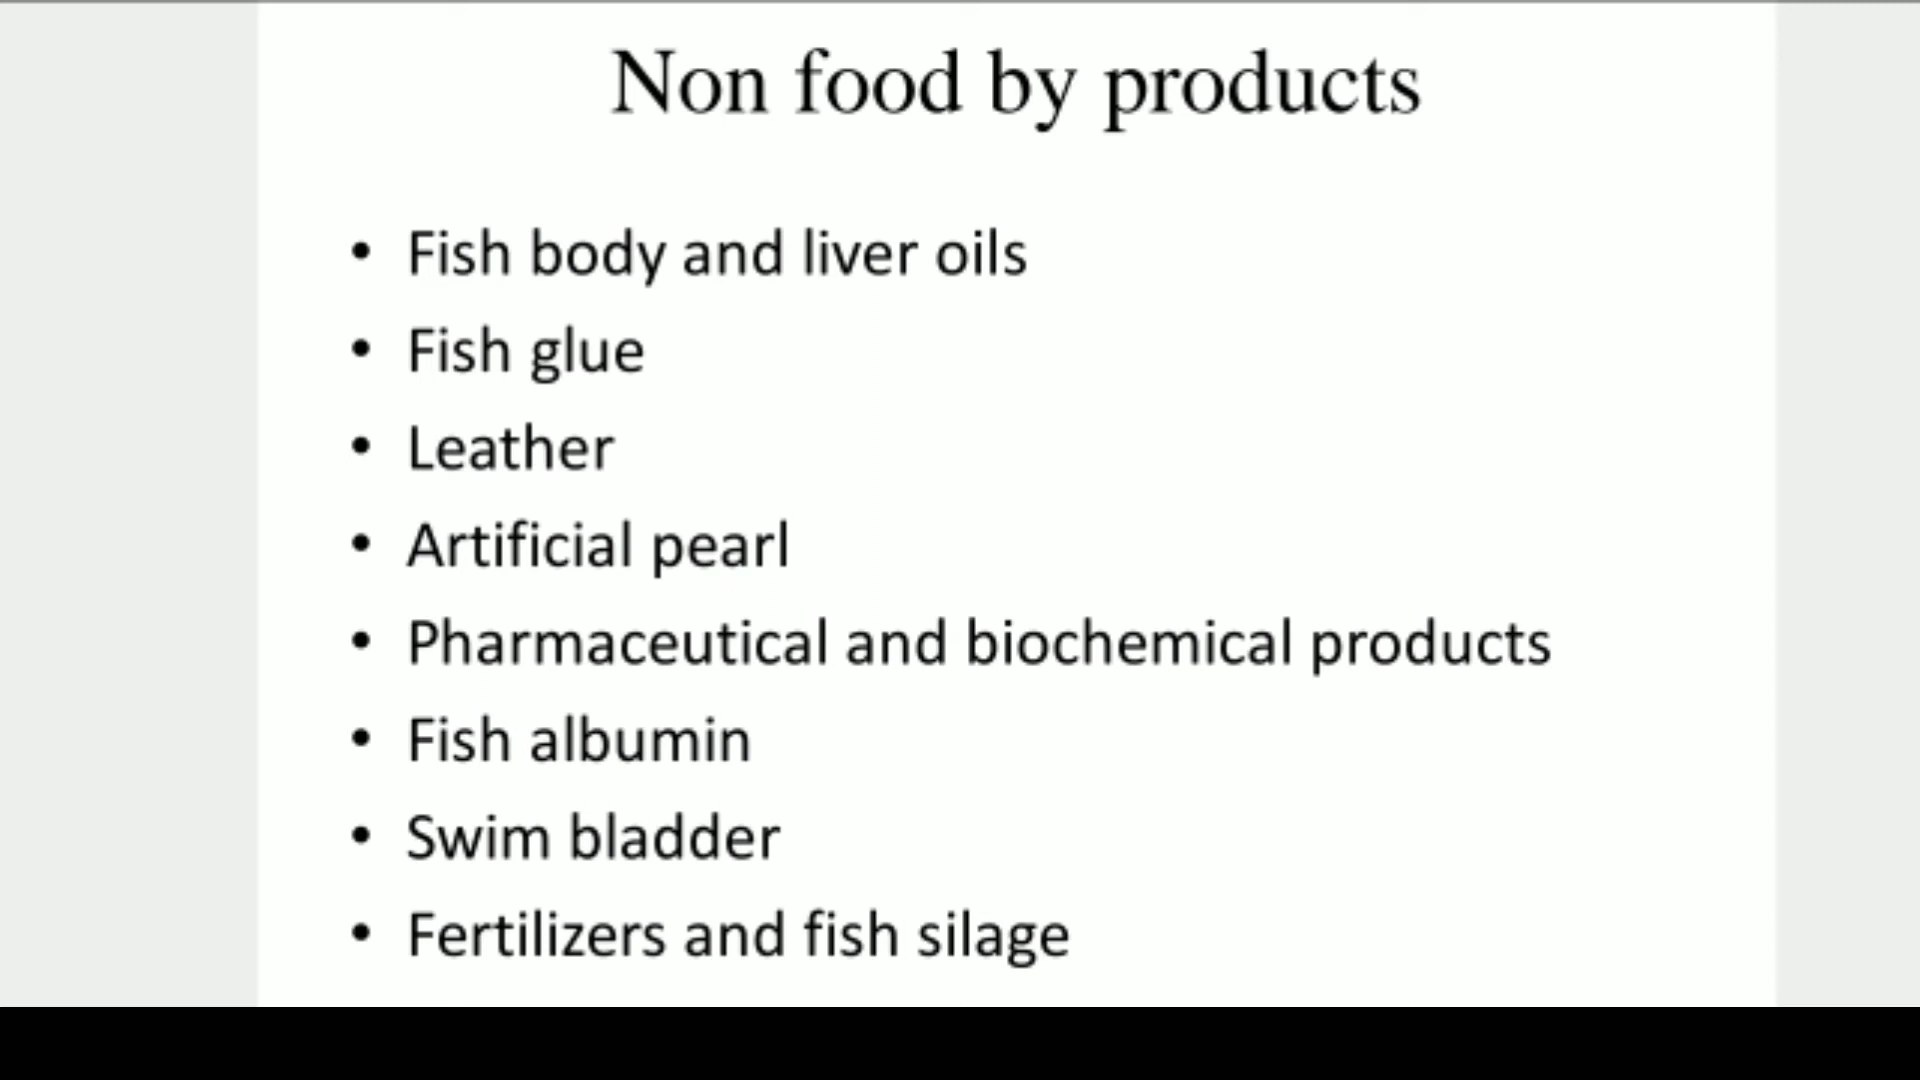 Non food by products
• Fish body and liver oils
• Fish glue
• Leather
• Artificial pearl
• Pharmaceutical and biochemical products
• Fish albumin
• Swim bladder
• Fertilizers and fish silage